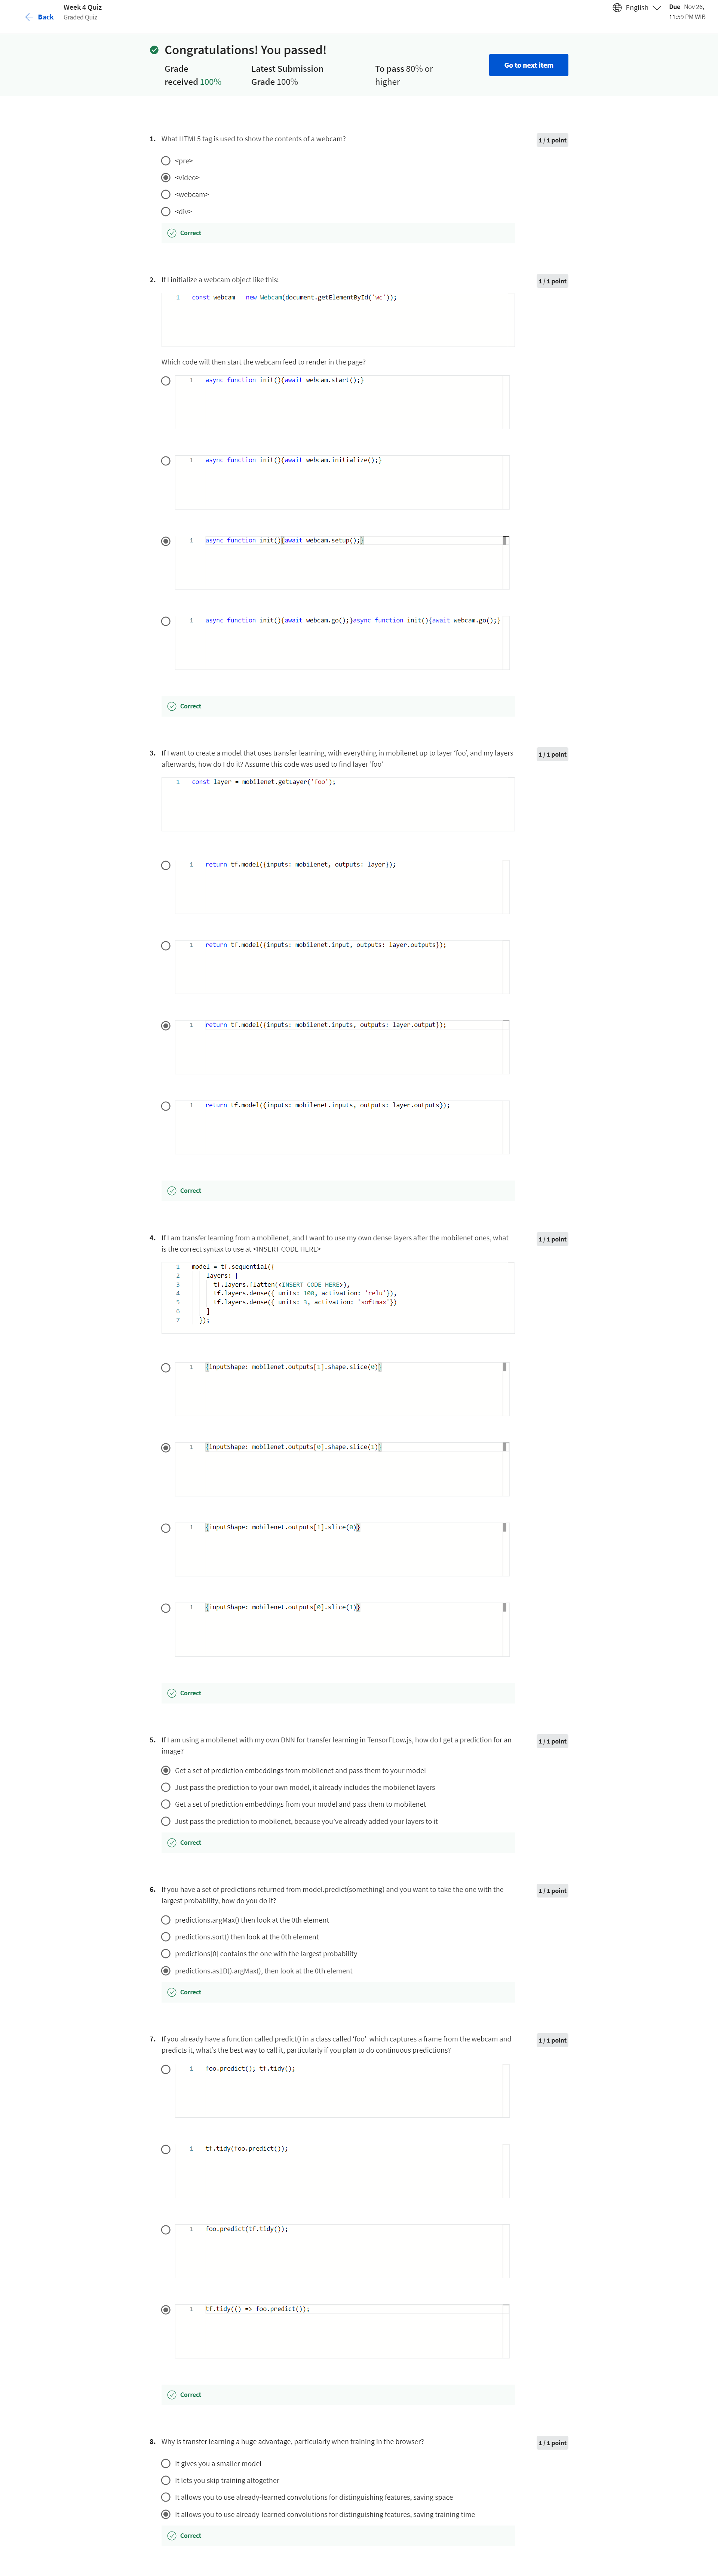 Back
Week 4 Quiz
Graded Quiz
English
Due Nov 26,
11:59 PM WIB
Congratulations! You passed!
Grade
received 100%
Latest Submission
Grade 100%
To pass 80% or
higher
Go to next item
1. What HTML5 tag is used to show the contents of a webcam?
1 / 1 point
<pre>
<video>
<webcam>
<div>
Correct
2. If I initialize a webcam object like this:
1 / 1 point
1 const webcam = new Webcam(document.getElementById('wc'));
Which code will then start the webcam feed to render in the page?
1 async function init(){await webcam.start();}
1 async function init(){await webcam.initialize();}
1 async function init(){await webcam.setup();}
1 async function init(){await webcam.go();}async function init(){await webcam.go();}
Correct
3. If I want to create a model that uses transfer learning, with everything in mobilenet up to layer ‘foo’, and my layers
afterwards, how do I do it? Assume this code was used to find layer ‘foo’
1 / 1 point
1 const layer = mobilenet.getLayer('foo');
1 return tf.model({inputs: mobilenet, outputs: layer});
1 return tf.model({inputs: mobilenet.input, outputs: layer.outputs});
1 return tf.model({inputs: mobilenet.inputs, outputs: layer.output});
1 return tf.model({inputs: mobilenet.inputs, outputs: layer.outputs});
Correct
4. If I am transfer learning from a mobilenet, and I want to use my own dense layers after the mobilenet ones, what
is the correct syntax to use at <INSERT CODE HERE>
1 / 1 point
1 model = tf.sequential({
2 layers: [
3 tf.layers.flatten(<INSERT CODE HERE>),
4 tf.layers.dense({ units: 100, activation: 'relu'}),
5 tf.layers.dense({ units: 3, activation: 'softmax'})
6 ]
7 });
1 {inputShape: mobilenet.outputs[1].shape.slice(0)}
1 {inputShape: mobilenet.outputs[0].shape.slice(1)}
1 {inputShape: mobilenet.outputs[1].slice(0)}
1 {inputShape: mobilenet.outputs[0].slice(1)}
Correct
5. If I am using a mobilenet with my own DNN for transfer learning in TensorFLow.js, how do I get a prediction for an
image?
1 / 1 point
Get a set of prediction embeddings from mobilenet and pass them to your model
Just pass the prediction to your own model, it already includes the mobilenet layers
Get a set of prediction embeddings from your model and pass them to mobilenet
Just pass the prediction to mobilenet, because you’ve already added your layers to it
Correct
6. If you have a set of predictions returned from model.predict(something) and you want to take the one with the
largest probability, how do you do it?
1 / 1 point
predictions.argMax() then look at the 0th element
predictions.sort() then look at the 0th element
predictions[0] contains the one with the largest probability
predictions.as1D().argMax(), then look at the 0th element
Correct
7. If you already have a function called predict() in a class called ‘foo’ which captures a frame from the webcam and
predicts it, what’s the best way to call it, particularly if you plan to do continuous predictions?
1 / 1 point
1 foo.predict(); tf.tidy();
1 tf.tidy(foo.predict());
1 foo.predict(tf.tidy());
1 tf.tidy(() => foo.predict());
Correct
8. Why is transfer learning a huge advantage, particularly when training in the browser?
1 / 1 point
It gives you a smaller model
It lets you skip training altogether
It allows you to use already-learned convolutions for distinguishing features, saving space
It allows you to use already-learned convolutions for distinguishing features, saving training time
Correct